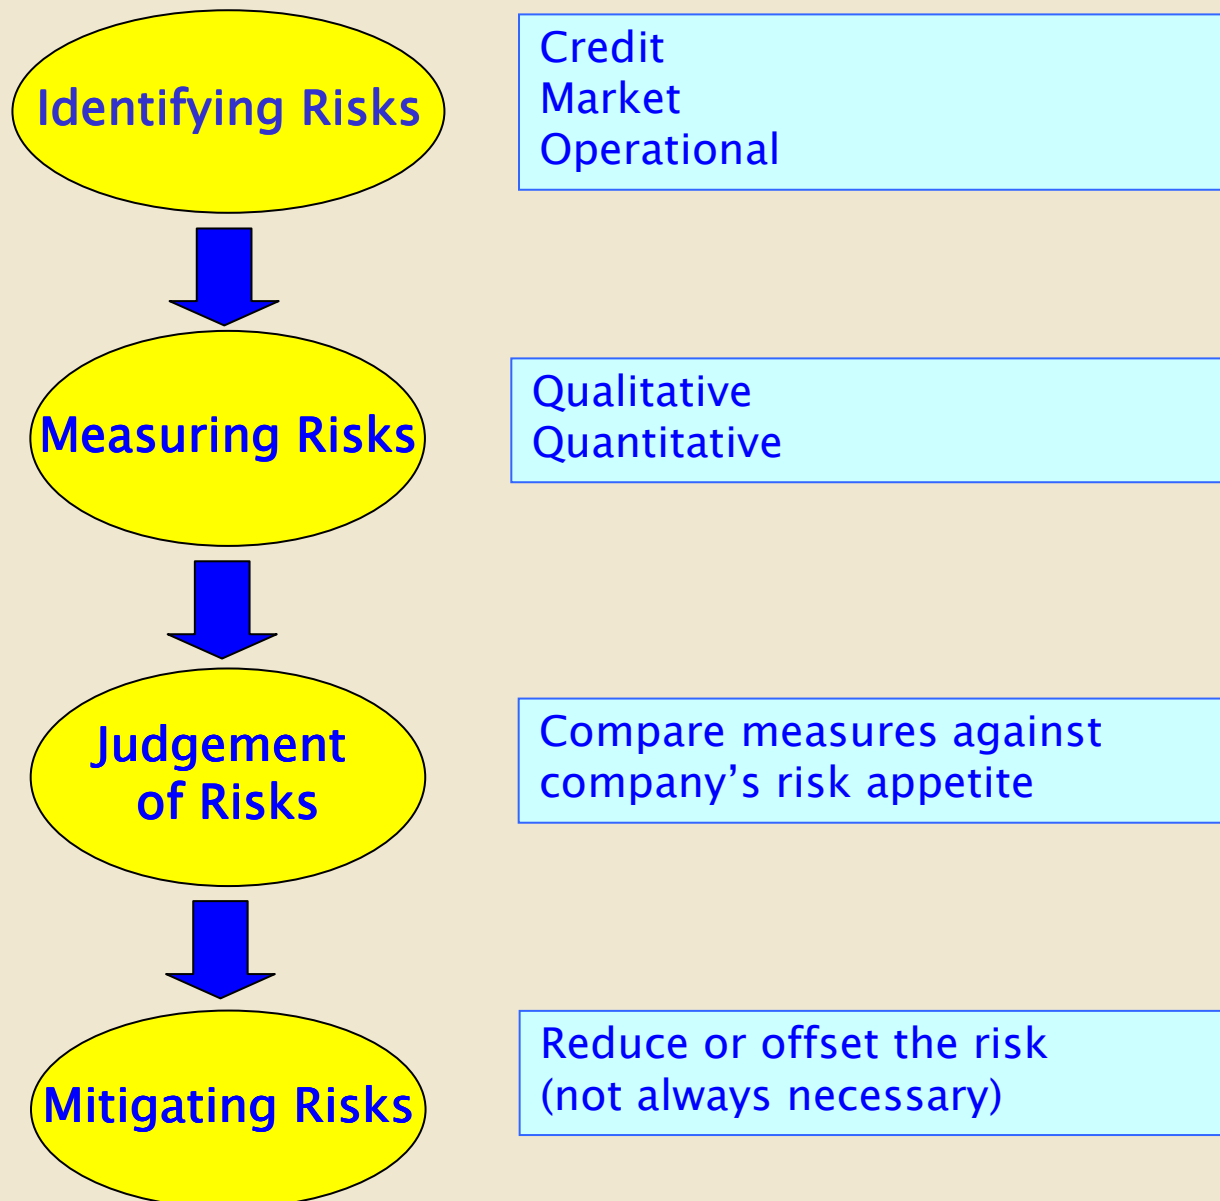 Identifying Risks
Credit
Market
Operational
Measuring Risks
Qualitative
Quantitative
Judgement
of Risks
Compare measures against
company’s risk appetite
Mitigating Risks
Reduce or offset the risk
(not always necessary)